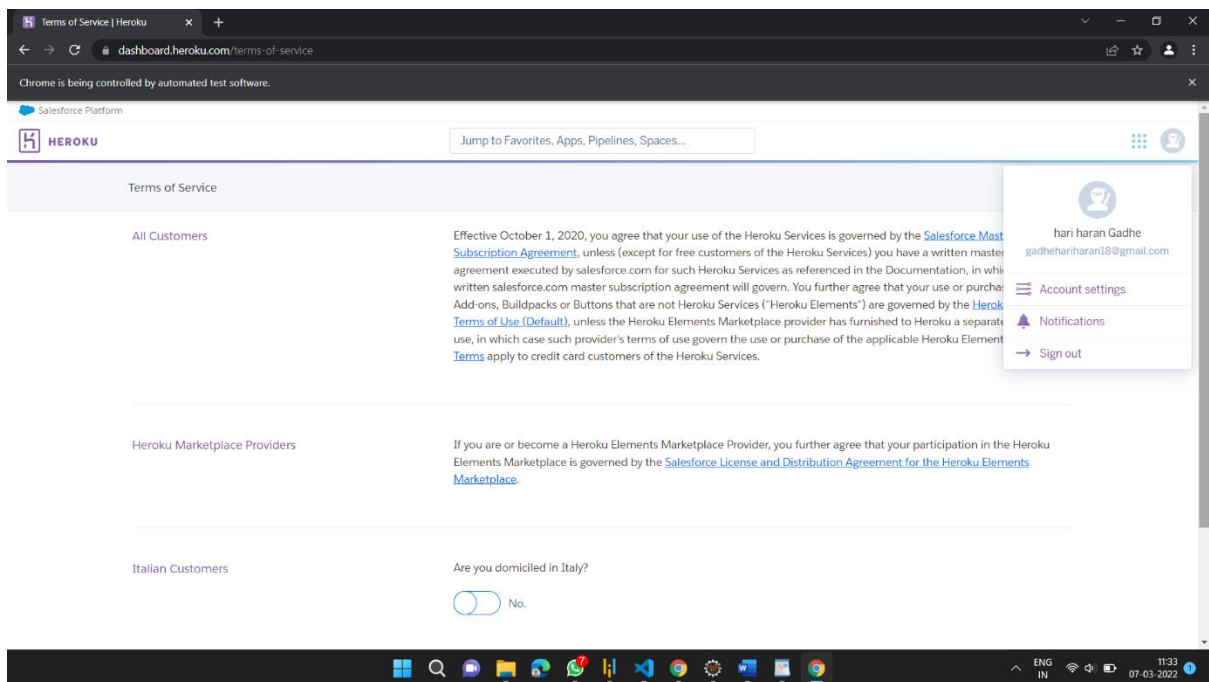 Terms of Service | Heroku
dashboard.heroku.com/terms-of-service
Chrome is being controlled by automated test software.
Salesforce Platform
HEROKU
Jump to Favorites, Apps, Pipelines, Spaces...
Terms of Service
hari haran Gadhe
gadhehariharan18@gmail.com
Account settings
Notifications
Sign out
All Customers
Effective October 1, 2020, you agree that your use of the Heroku Services is governed by the Salesforce Mast
Subscription Agreement, unless (except for free customers of the Heroku Services) you have a written master
agreement executed by salesforce.com for such Heroku Services as referenced in the Documentation, in whi
written salesforce.com master subscription agreement will govern. You further agree that your use or purchas
Add-ons, Buildpacks or Buttons that are not Heroku Services ("Heroku Elements") are governed by the Herok
Terms of Use (Default), unless the Heroku Elements Marketplace provider has furnished to Heroku a separate
use, in which case such provider's terms of use govern the use or purchase of the applicable Heroku Element
Terms apply to credit card customers of the Heroku Services.
Heroku Marketplace Providers
If you are or become a Heroku Elements Marketplace Provider, you further agree that your participation in the Heroku
Elements Marketplace is governed by the Salesforce License and Distribution Agreement for the Heroku Elements
Marketplace.
Italian Customers
Are you domiciled in Italy?
No.
7
ENG
IN
11:33
07-03-2022
1